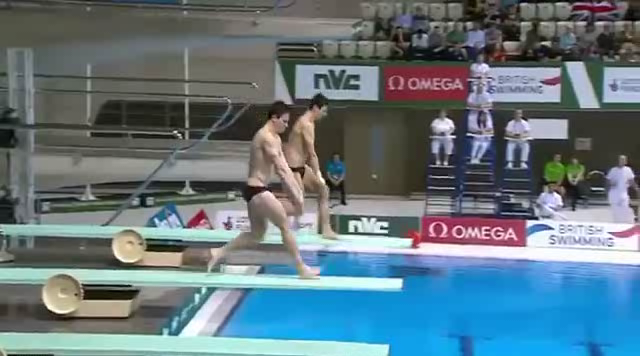 nvc
Ω OMEGA
BRITISH
SWIMMING
nvc
Ω OMEGA
BRITISH
SWIMMING